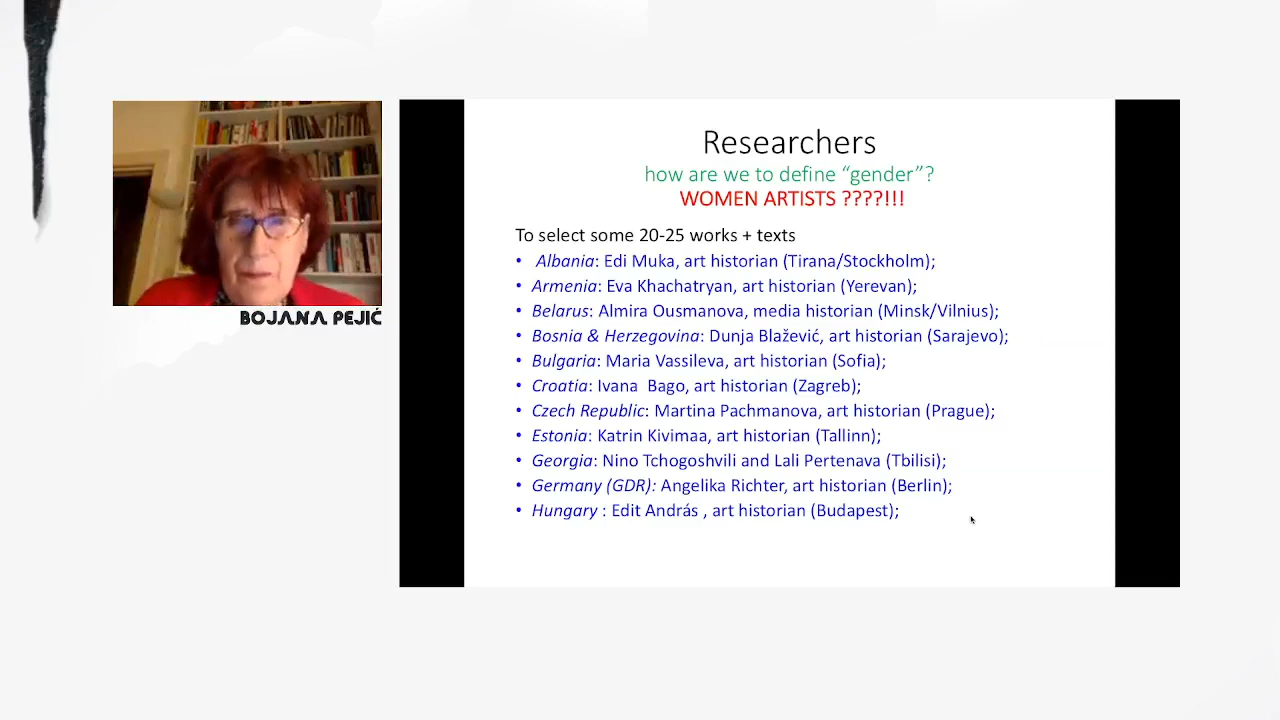 BOJANA PEJIĆ
Researchers
how are we to define “gender”?
WOMEN ARTISTS ????!!!
To select some 20-25 works + texts
• Albania: Edi Muka, art historian (Tirana/Stockholm);
• Armenia: Eva Khachatryan, art historian (Yerevan);
• Belarus: Almira Ousmanova, media historian (Minsk/Vilnius);
• Bosnia & Herzegovina: Dunja Blažević, art historian (Sarajevo);
• Bulgaria: Maria Vassileva, art historian (Sofia);
• Croatia: Ivana Bago, art historian (Zagreb);
• Czech Republic: Martina Pachmanova, art historian (Prague);
• Estonia: Katrin Kivimaa, art historian (Tallinn);
• Georgia: Nino Tchogoshvili and Lali Pertenava (Tbilisi);
• Germany (GDR): Angelika Richter, art historian (Berlin);
• Hungary : Edit András , art historian (Budapest);